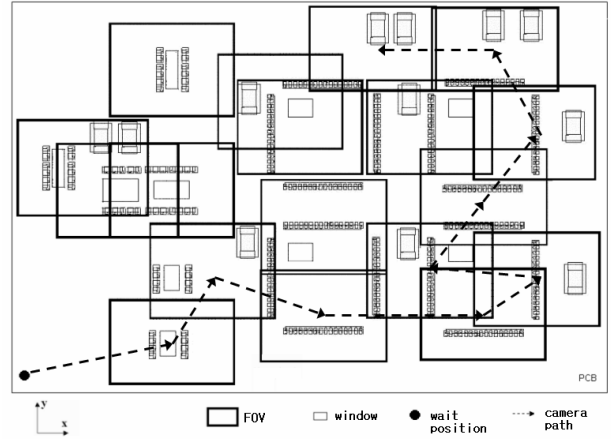 PCB
y
x
FOV
window
wait
position
camera
path